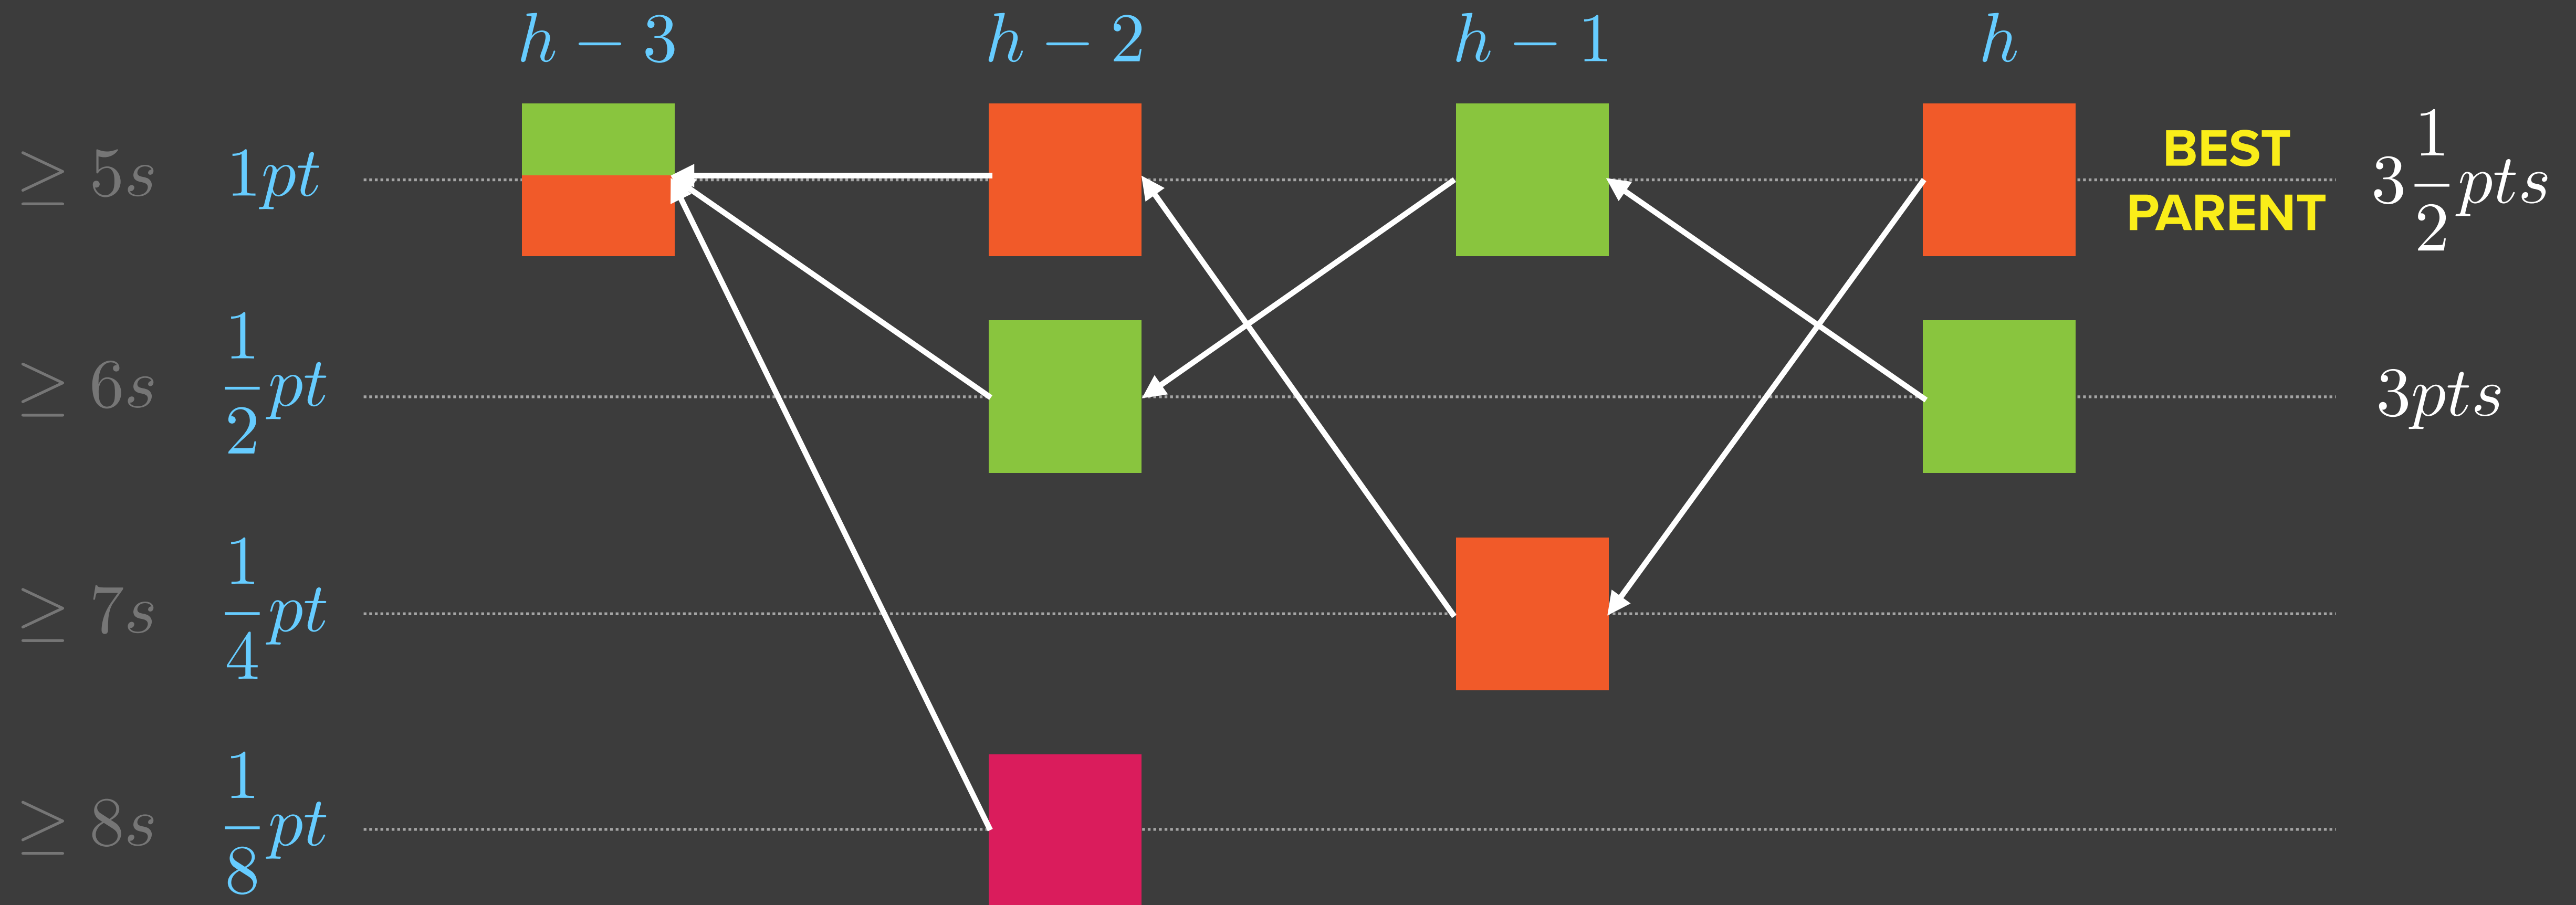 h − 3 h − 2 h − 1 h
≥ 5s 1pt BEST PARENT 3 1/2 pts
≥ 6s 1/2 pt 3pts
≥ 7s 1/4 pt
≥ 8s 1/8 pt